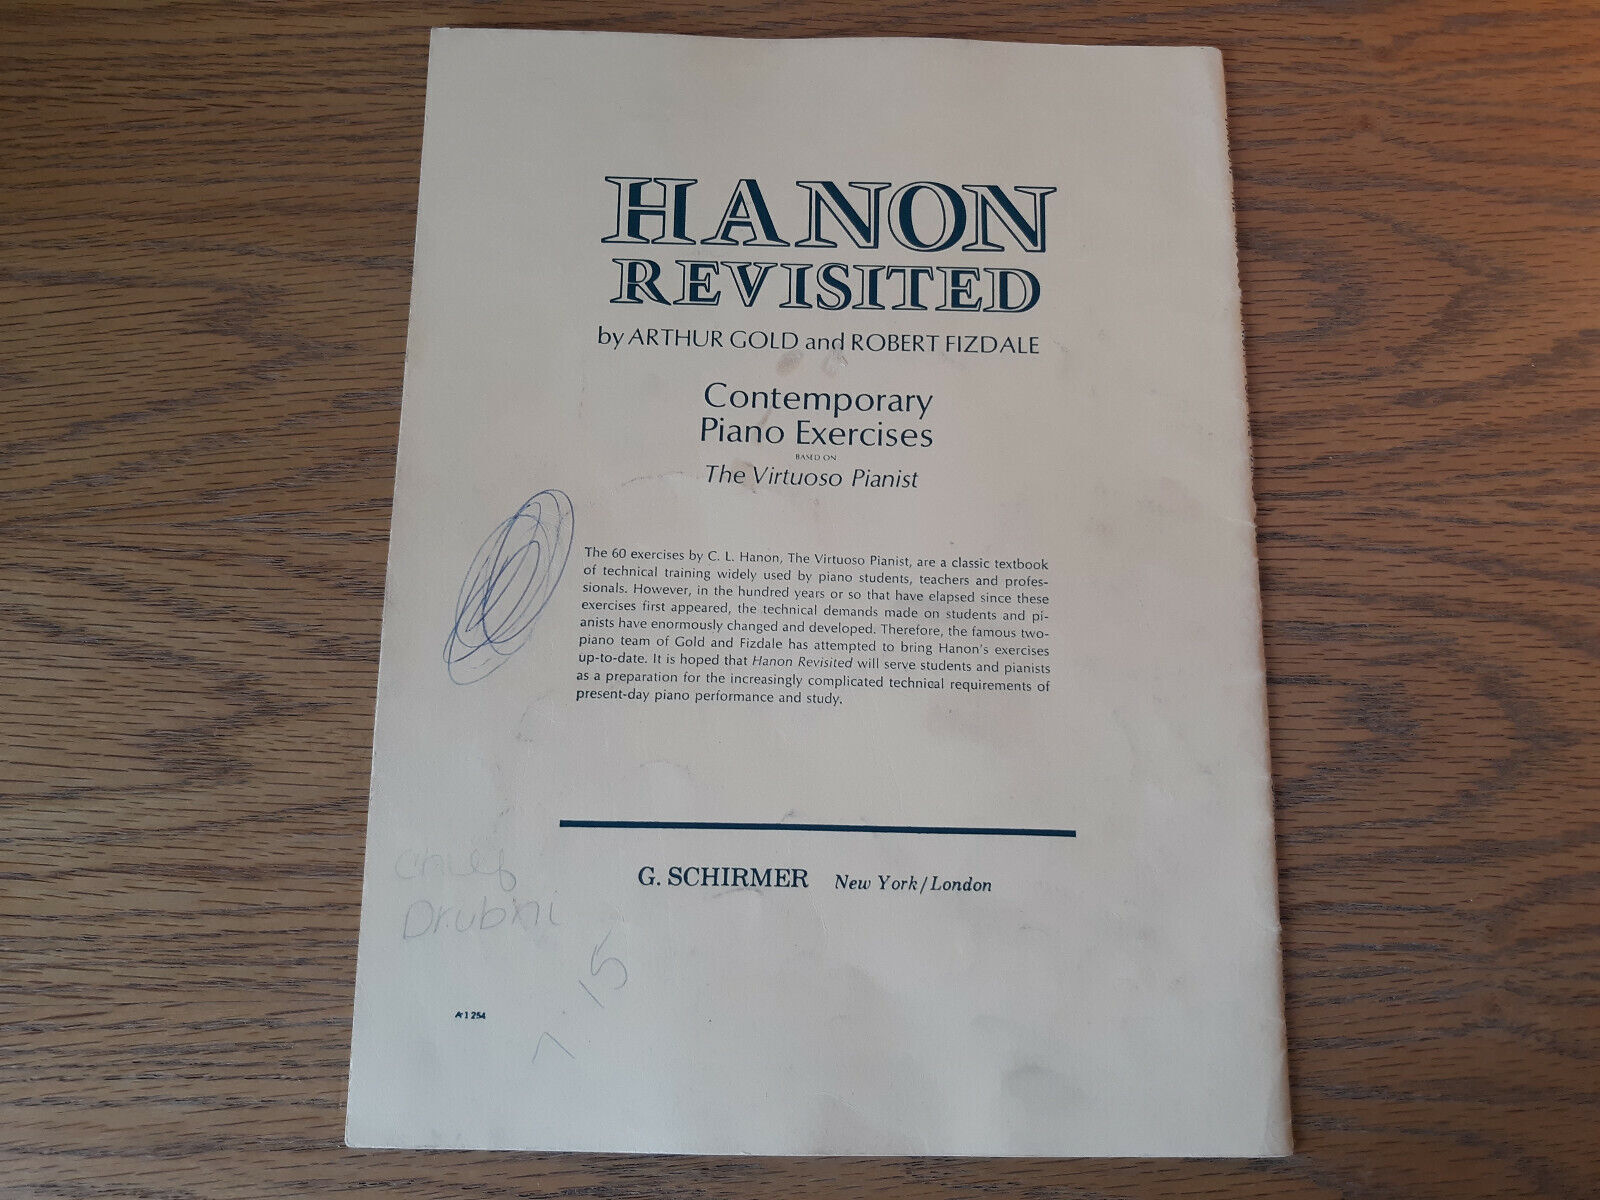 HANON
REVISITED
by ARTHUR GOLD and ROBERT FIZDALE
Contemporary
Piano Exercises
BASED ON
The Virtuoso Pianist
The 60 exercises by C. L. Hanon, The Virtuoso Pianist, are a classic textbook
of technical training widely used by piano students, teachers and profes-
sionals. However, in the hundred years or so that have elapsed since these
exercises first appeared, the technical demands made on students and pi-
anists have enormously changed and developed. Therefore, the famous two-
piano team of Gold and Fizdale has attempted to bring Hanon's exercises
up-to-date. It is hoped that Hanon Revisited will serve students and pianists
as a preparation for the increasingly complicated technical requirements of
present-day piano performance and study.
G. SCHIRMER New York/London
15
A-1254